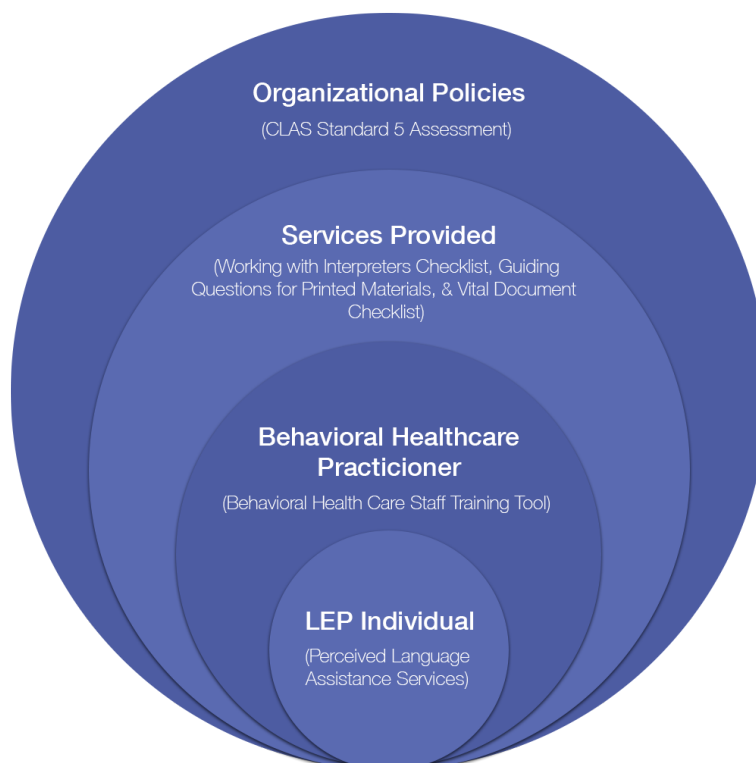 Organizational Policies
(CLAS Standard 5 Assessment)
Services Provided
(Working with Interpreters Checklist, Guiding
Questions for Printed Materials, & Vital Document
Checklist)
Behavioral Healthcare
Practicioner
(Behavioral Health Care Staff Training Tool)
LEP Individual
(Perceived Language
Assistance Services)